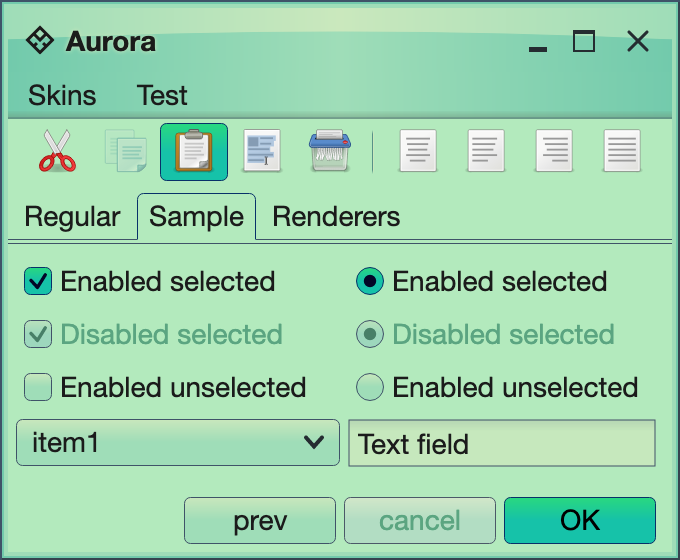 Aurora
Skins Test
Regular Sample Renderers
Enabled selected Enabled selected
Disabled selected Disabled selected
Enabled unselected Enabled unselected
item1 Text field
prev cancel OK